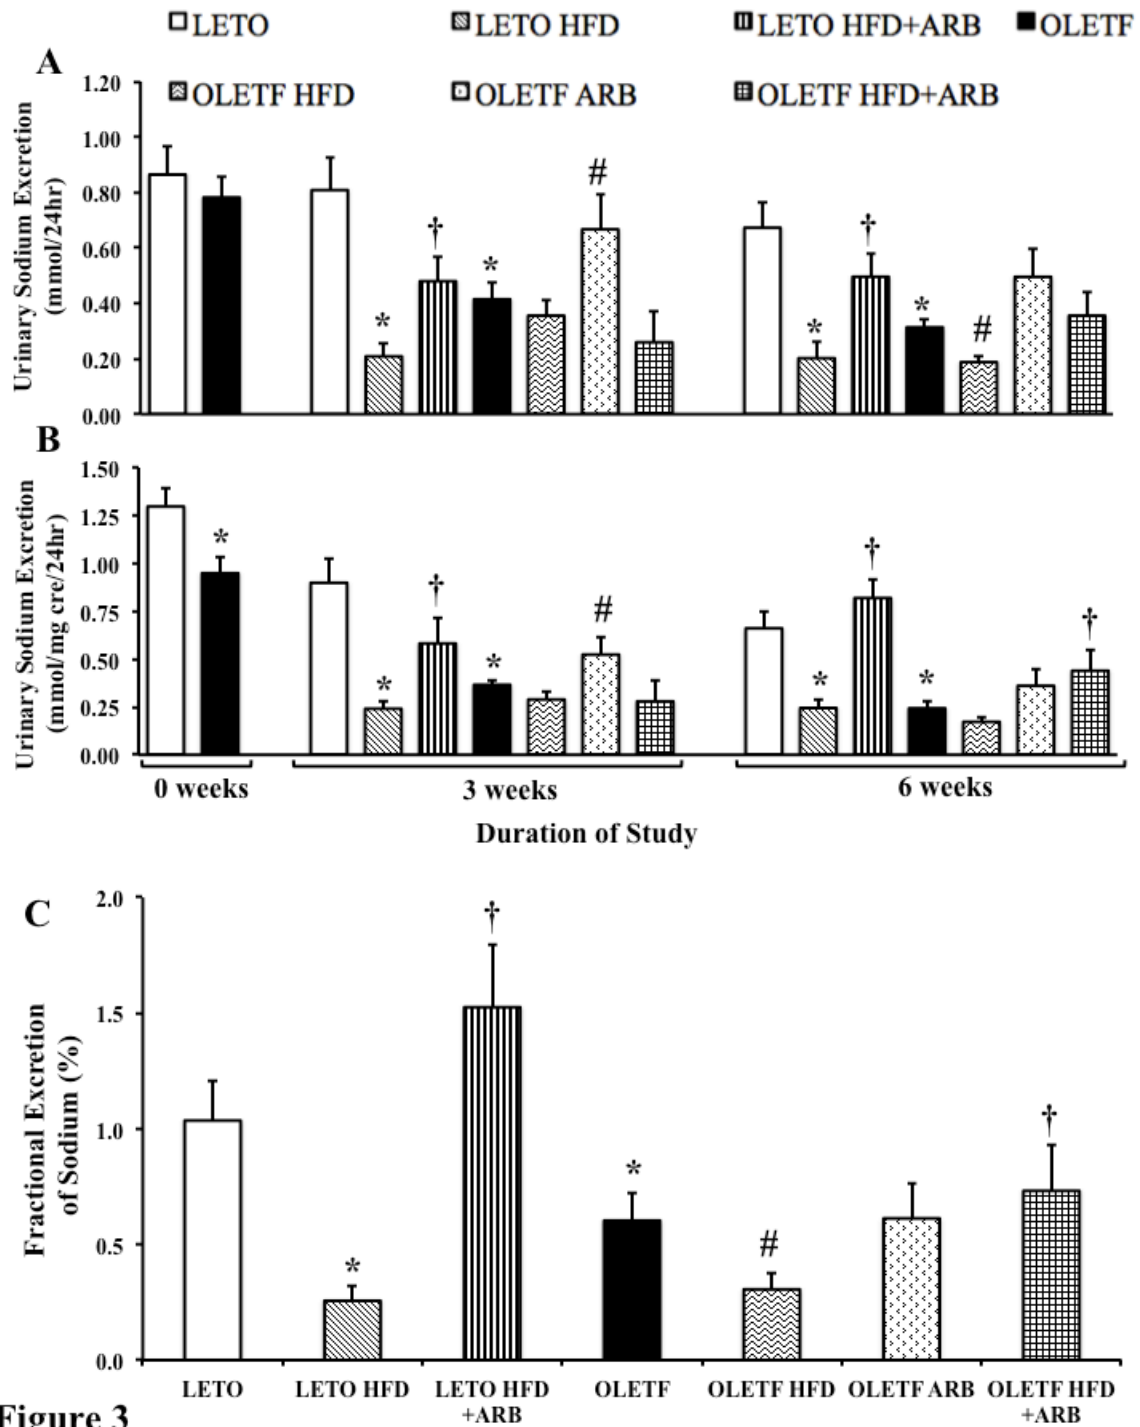 LETO LETO HFD LETO HFD+ARB OLETF
A
OLETF HFD OLETF ARB OLETF HFD+ARB
Urinary Sodium Excretion
(mmol/24hr)
1.20
1.00
0.80
0.60
0.40
0.20
0.00
* † * # * † * #
B
Urinary Sodium Excretion
(mmol/mg cre/24hr)
1.50
1.25
1.00
0.75
0.50
0.25
0.00
* * † * # * † * †
0 weeks 3 weeks 6 weeks
Duration of Study
C
Fractional Excretion
of Sodium (%)
2.0
1.5
1.0
0.5
0.0
* † * # †
LETO LETO HFD LETO HFD OLETF OLETF HFD OLETF ARB OLETF HFD
+ARB +ARB
Figure 3